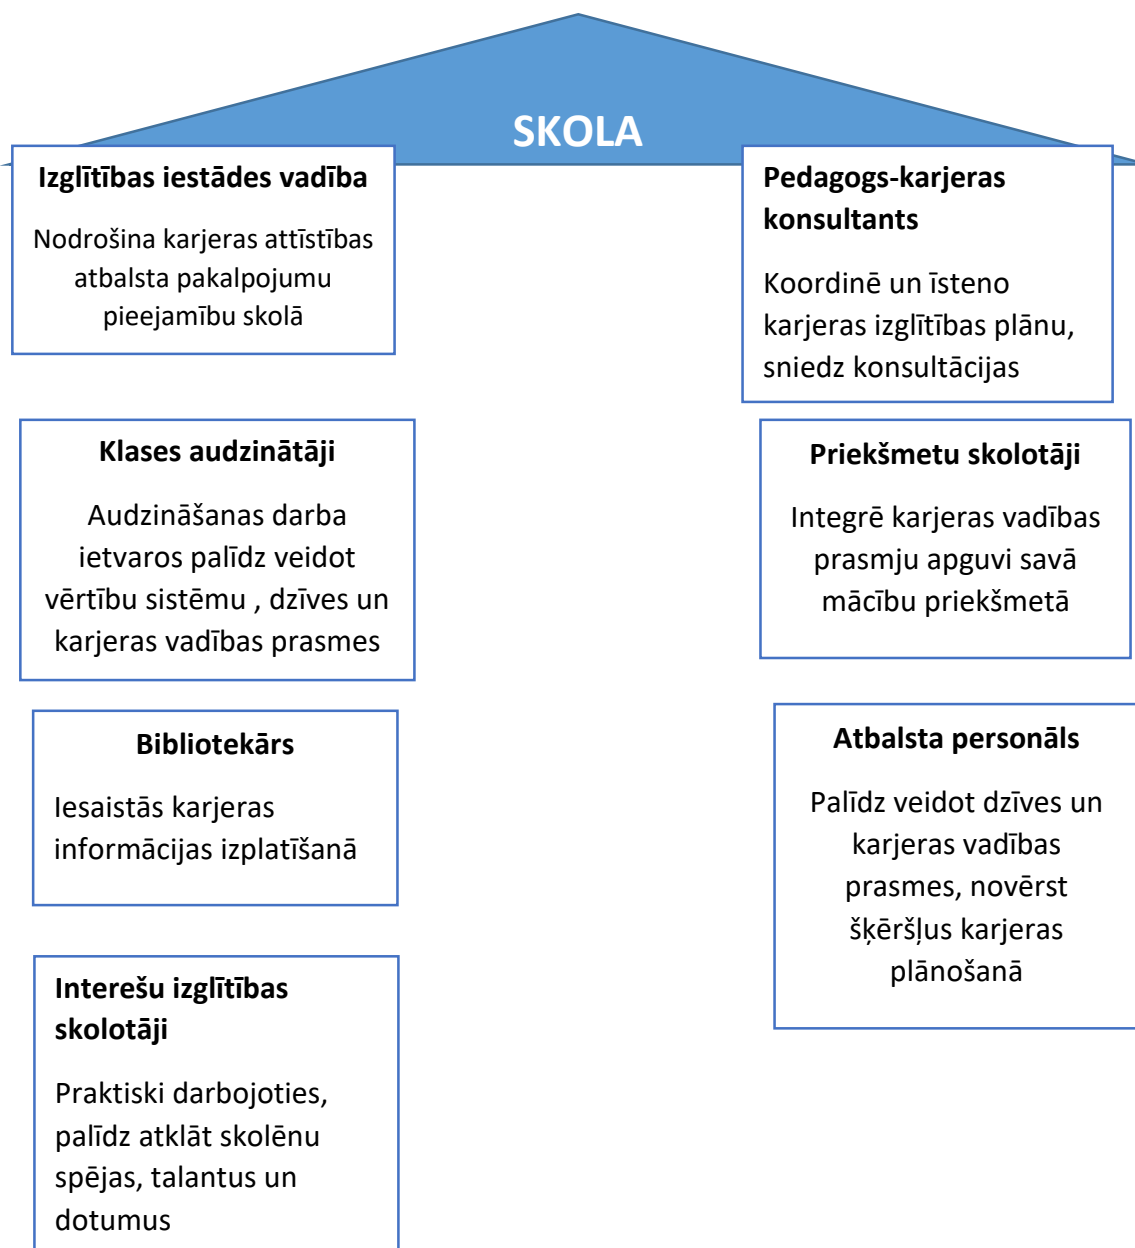 SKOLA
Izglītības iestādes vadība
Nodrošina karjeras attīstības
atbalsta pakalpojumu
pieejamību skolā
Pedagogs-karjeras
konsultants
Koordinē un īsteno
karjeras izglītības plānu,
sniedz konsultācijas
Klases audzinātāji
Audzināšanas darba
ietvaros palīdz veidot
vērtību sistēmu , dzīves un
karjeras vadības prasmes
Priekšmetu skolotāji
Integrē karjeras vadības
prasmju apguvi savā
mācību priekšmetā
Bibliotekārs
Iesaistās karjeras
informācijas izplatīšanā
Atbalsta personāls
Palīdz veidot dzīves un
karjeras vadības
prasmes, novērst
šķēršļus karjeras
plānošanā
Interešu izglītības
skolotāji
Praktiski darbojoties,
palīdz atklāt skolēnu
spējas, talantus un
dotumus